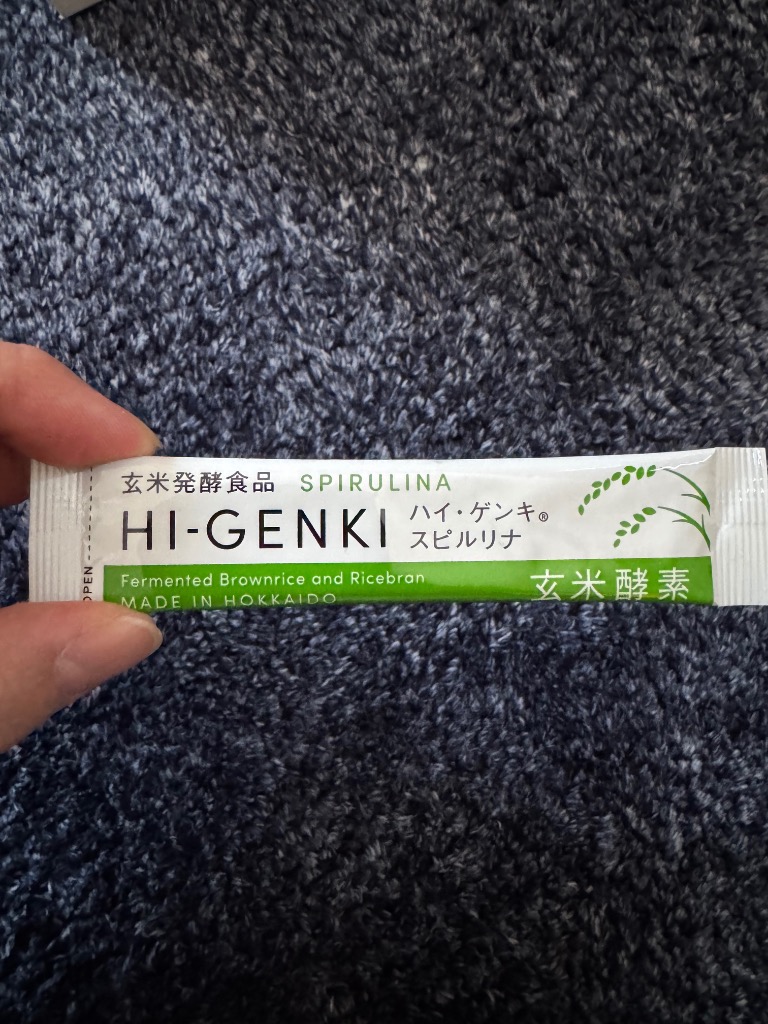 玄米発酵食品 SPIRULINA
HI-GENKI ハイ・ゲンキ®
スピルリナ
Fermented Brownrice and Ricebran
MADE IN HOKKAIDO
玄米酵素
OPEN